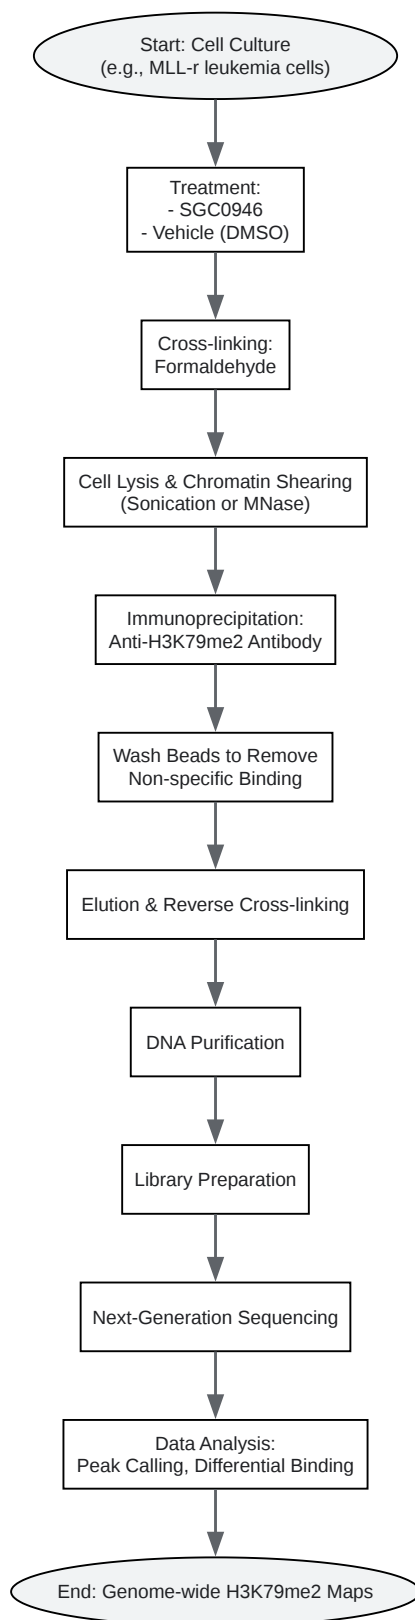 Start: Cell Culture
(e.g., MLL-r leukemia cells)
Treatment:
- SGC0946
- Vehicle (DMSO)
Cross-linking:
Formaldehyde
Cell Lysis & Chromatin Shearing
(Sonication or MNase)
Immunoprecipitation:
Anti-H3K79me2 Antibody
Wash Beads to Remove
Non-specific Binding
Elution & Reverse Cross-linking
DNA Purification
Library Preparation
Next-Generation Sequencing
Data Analysis:
Peak Calling, Differential Binding
End: Genome-wide H3K79me2 Maps